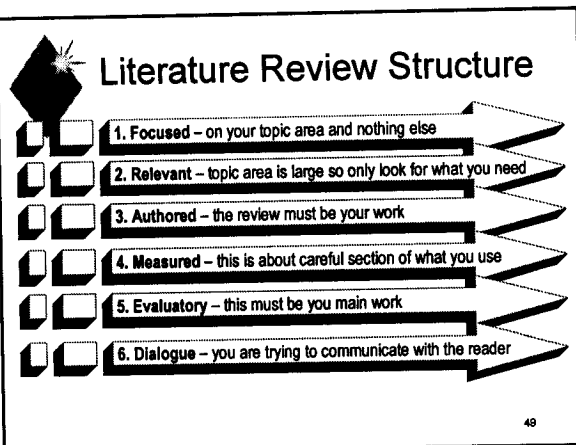 Literature Review Structure
1. Focused – on your topic area and nothing else
2. Relevant – topic area is large so only look for what you need
3. Authored – the review must be your work
4. Measured – this is about careful section of what you use
5. Evaluatory – this must be you main work
6. Dialogue – you are trying to communicate with the reader
49